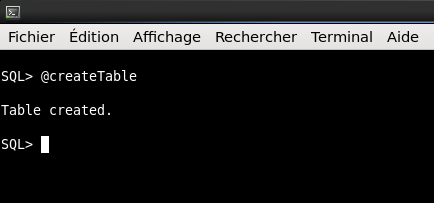 Fichier Édition Affichage Rechercher Terminal Aide
SQL> @createTable
Table created.
SQL>